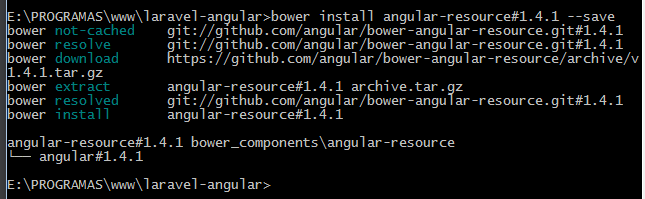 E:\PROGRAMAS\www\laravel-angular>bower install angular-resource#1.4.1 --save
bower not-cached    git://github.com/angular/bower-angular-resource.git#1.4.1
bower resolve       git://github.com/angular/bower-angular-resource.git#1.4.1
bower download      https://github.com/angular/bower-angular-resource/archive/v
1.4.1.tar.gz
bower extract       angular-resource#1.4.1 archive.tar.gz
bower resolved      git://github.com/angular/bower-angular-resource.git#1.4.1
bower install       angular-resource#1.4.1
angular-resource#1.4.1 bower_components\angular-resource
└── angular#1.4.1
E:\PROGRAMAS\www\laravel-angular>